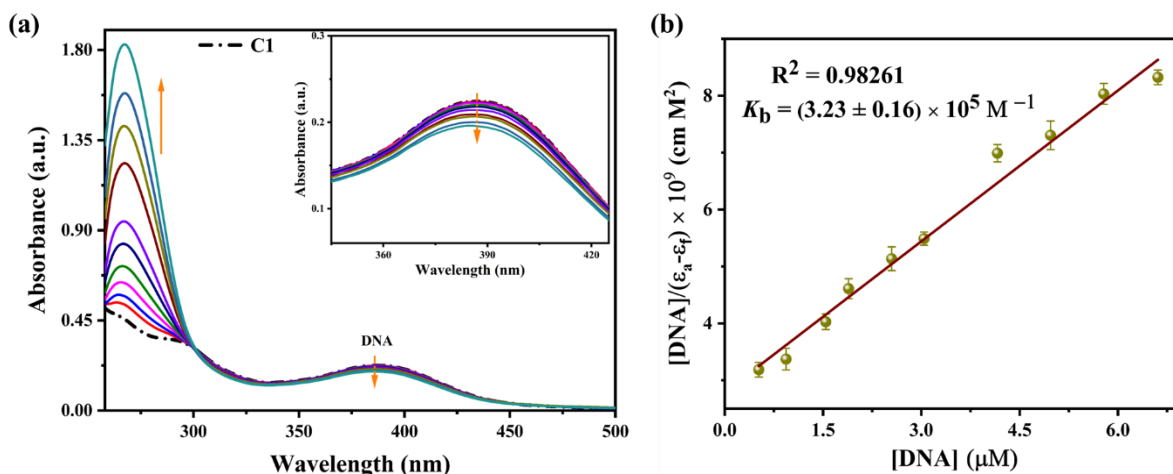 (a)
C1
Absorbance (a.u.)
1.80
1.35
0.90
0.45
0.00
300
350
400
450
500
Wavelength (nm)
DNA
Absorbance (a.u.)
0.3
0.2
0.1
360
390
420
Wavelength (nm)
(b)
R² = 0.98261
K_b = (3.23 ± 0.16) × 10⁵ M⁻¹
[DNA]/(ε_a-ε_f) × 10⁹ (cm M²)
8
6
4
0.0
1.5
3.0
4.5
6.0
[DNA] (μM)